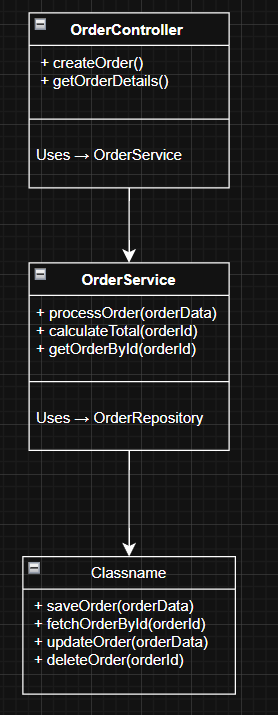 OrderController
+ createOrder()
+ getOrderDetails()
Uses → OrderService
OrderService
+ processOrder(orderData)
+ calculateTotal(orderId)
+ getOrderById(orderId)
Uses → OrderRepository
Classname
+ saveOrder(orderData)
+ fetchOrderById(orderId)
+ updateOrder(orderData)
+ deleteOrder(orderId)